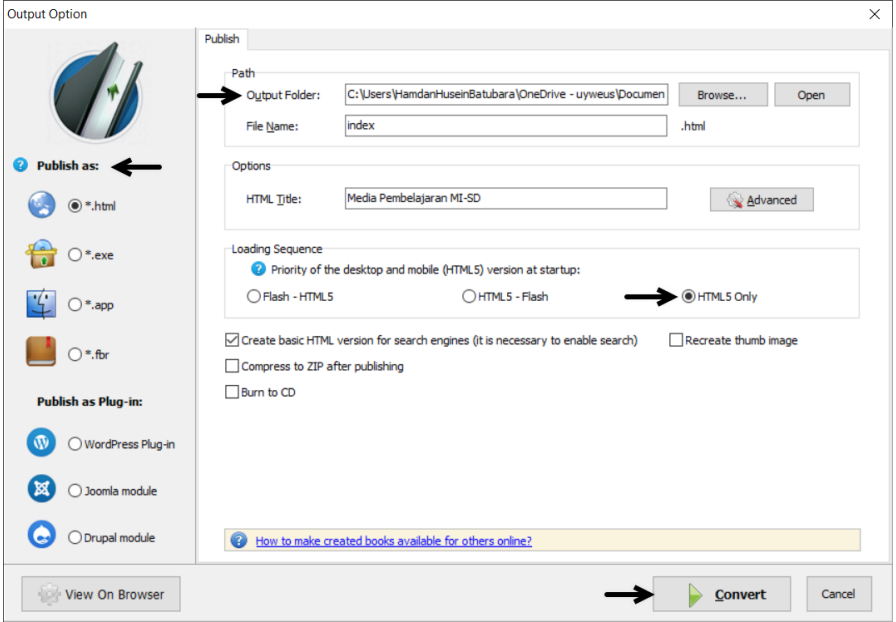 Output Option
Publish
Path
Output Folder: C:\Users\HamdanHuseinBatubara\OneDrive - uyweus\Documen Browse... Open
File Name: index .html
Publish as:
*.html
*.exe
*.app
*.fbr
Publish as Plug-in:
WordPress Plug-in
Joomla module
Drupal module
Options
HTML Title: Media Pembelajaran MI-SD Advanced
Loading Sequence
Priority of the desktop and mobile (HTML5) version at startup:
Flash - HTML5 HTML5 - Flash HTML5 Only
Create basic HTML version for search engines (it is necessary to enable search) Recreate thumb image
Compress to ZIP after publishing
Burn to CD
How to make created books available for others online?
View On Browser Convert Cancel